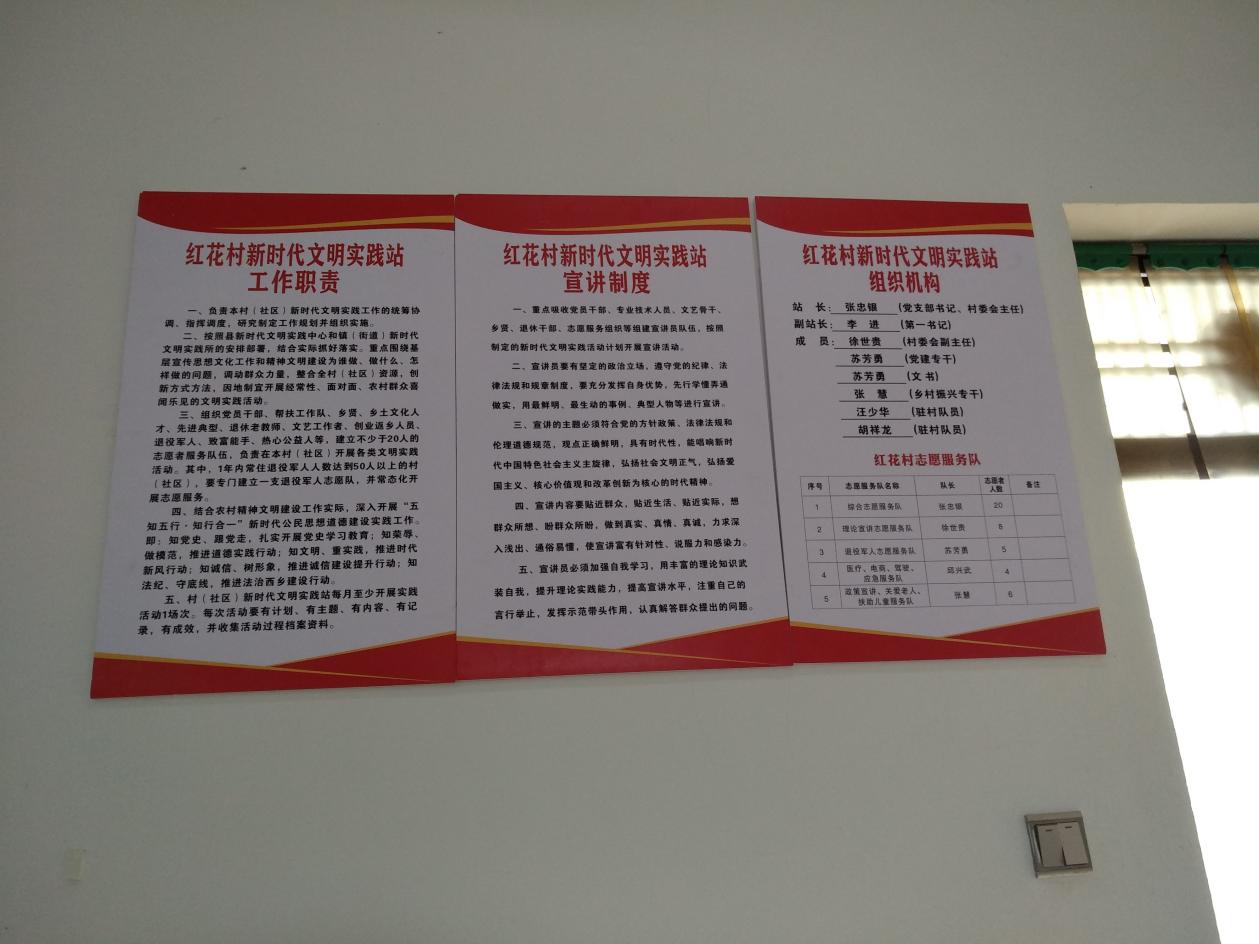 红花村新时代文明实践站
工作职责
一、负责本村（社区）新时代文明实践工作的统筹协
调、指挥调度，研究制定工作规划并组织实施。
二、按照县新时代文明实践中心和镇（街道）新时代
文明实践所的安排部署，结合实际抓好落实。重点围绕基
层宣传思想文化工作和精神文明建设为谁做、做什么、怎
样做的问题，调动群众力量，整合全村（社区）资源，创
新方式方法，因地制宜开展经常性、面对面、农村群众喜
闻乐见的文明实践活动。
三、组织党员干部、帮扶工作队、乡贤、乡土文化人
才、先进典型、退休老教师、文艺工作者、创业返乡人员、
退役军人、致富能手、热心公益人等，建立不少于20人的
志愿者服务队伍，负责在本村（社区）开展各类文明实践
活动。其中，1年内常住退役军人人数达到50人以上的村
（社区），要专门建立一支退役军人志愿队，并常态化开
展志愿服务。
四、结合农村精神文明建设工作实际，深入开展“五
知五行·知行合一”新时代公民思想道德建设实践工作。
即：知党史、跟党走，扎实开展党史学习教育；知荣辱、
做模范，推进道德实践行动；知文明、重实践，推进时代
新风行动；知诚信、树形象，推进诚信建设提升行动；知
法纪、守底线，推进法治西乡建设行动。
五、村（社区）新时代文明实践站每月至少开展实践
活动1场次。每次活动要有计划、有主题、有内容、有记
录，有成效，并收集活动过程档案资料。
红花村新时代文明实践站
宣讲制度
一、重点吸收党员干部、专业技术人员、文艺骨干、
乡贤、退休干部、志愿服务组织等组建宣讲员队伍，按照
制定的新时代文明实践活动计划开展宣讲活动。
二、宣讲员要有坚定的政治立场，遵守党的纪律、法
律法规和规章制度，要充分发挥自身优势，先行学懂弄通
做实，用最鲜明、最生动的事例、典型人物等进行宣讲。
三、宣讲的主题必须符合党的方针政策、法律法规和
伦理道德规范，观点正确鲜明，具有时代性，能唱响新时
代中国特色社会主义主旋律，弘扬社会文明正气，弘扬爱
国主义、核心价值观和改革创新为核心的时代精神。
四、宣讲内容要贴近群众，贴近生活、贴近实际，想
群众所想、盼群众所盼，做到真实、真情、真诚，力求深
入浅出、通俗易懂，使宣讲富有针对性、说服力和感染力。
五、宣讲员必须加强自我学习，用丰富的理论知识武
装自我，提升理论实践能力，提高宣讲水平，注重自己的
言行举止，发挥示范带头作用，认真解答群众提出的问题。
红花村新时代文明实践站
组织机构
站 长： 张忠银 （党支部书记、村委会主任）
副站长： 李 进 （第一书记）
成 员： 徐世贵 （村委会副主任）
苏芳勇 （党建专干）
苏芳勇 （文 书）
张 慧 （乡村振兴专干）
汪少华 （驻村队员）
胡祥龙 （驻村队员）
红花村志愿服务队
序号 志愿服务队名称 队长 志愿者人数 备注
1 综合志愿服务队 张忠银 20
2 理论宣讲志愿服务队 徐世贵 8
3 退役军人志愿服务队 苏芳勇 5
4 医疗、电商、驾驶、应急服务队 邱兴武 4
5 政策宣讲、关爱老人、扶助儿童服务队 张慧 6